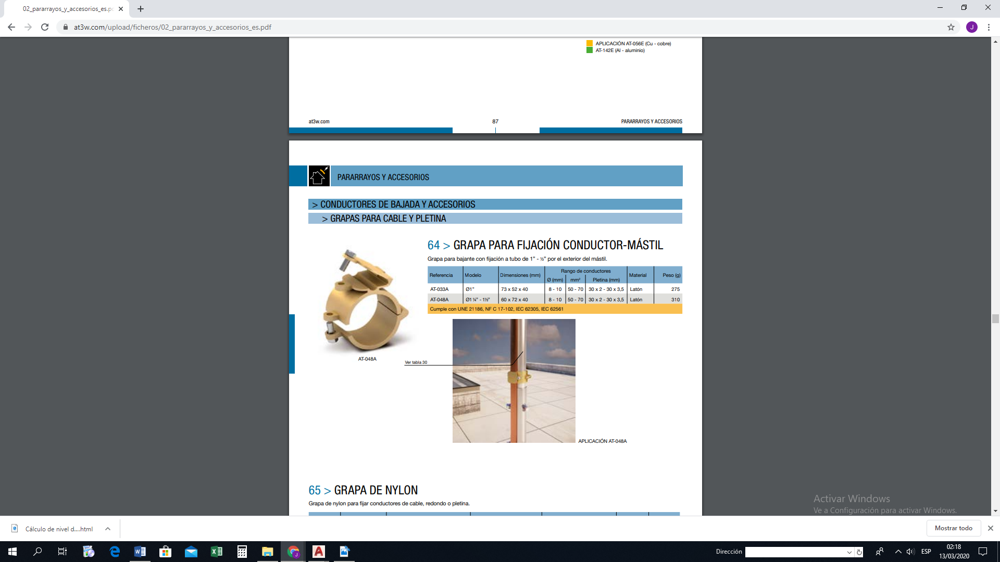 02_pararrayos_y_accesorios_es.pd
at3w.com/upload/ficheros/02_pararrayos_y_accesorios_es.pdf
J
APLICACIÓN AT-056E (Cu - cobre)
AT-142E (Al - aluminio)
at3w.com 87 PARARRAYOS Y ACCESORIOS
PARARRAYOS Y ACCESORIOS
> CONDUCTORES DE BAJADA Y ACCESORIOS
> GRAPAS PARA CABLE Y PLETINA
64 > GRAPA PARA FIJACIÓN CONDUCTOR-MÁSTIL
Grapa para bajante con fijación a tubo de 1" - ½" por el exterior del mástil.
Referencia Modelo Dimensiones (mm) Rango de conductores Material Peso (g)
Ø (mm) mm² Pletina (mm)
AT-033A Ø1" 73 x 52 x 40 8 - 10 50 - 70 30 x 2 - 30 x 3,5 Latón 275
AT-048A Ø1 ¼" - 1½" 60 x 72 x 40 8 - 10 50 - 70 30 x 2 - 30 x 3,5 Latón 310
Cumple con UNE 21186, NF C 17-102, IEC 62305, IEC 62561
AT-048A
Ver tabla 30
APLICACIÓN AT-048A
65 > GRAPA DE NYLON
Grapa de nylon para fijar conductores de cable, redondo o pletina.
Activar Windows
Ve a Configuración para activar Windows.
Cálculo de nivel d....html
Mostrar todo
Dirección
ESP
02:18
13/03/2020